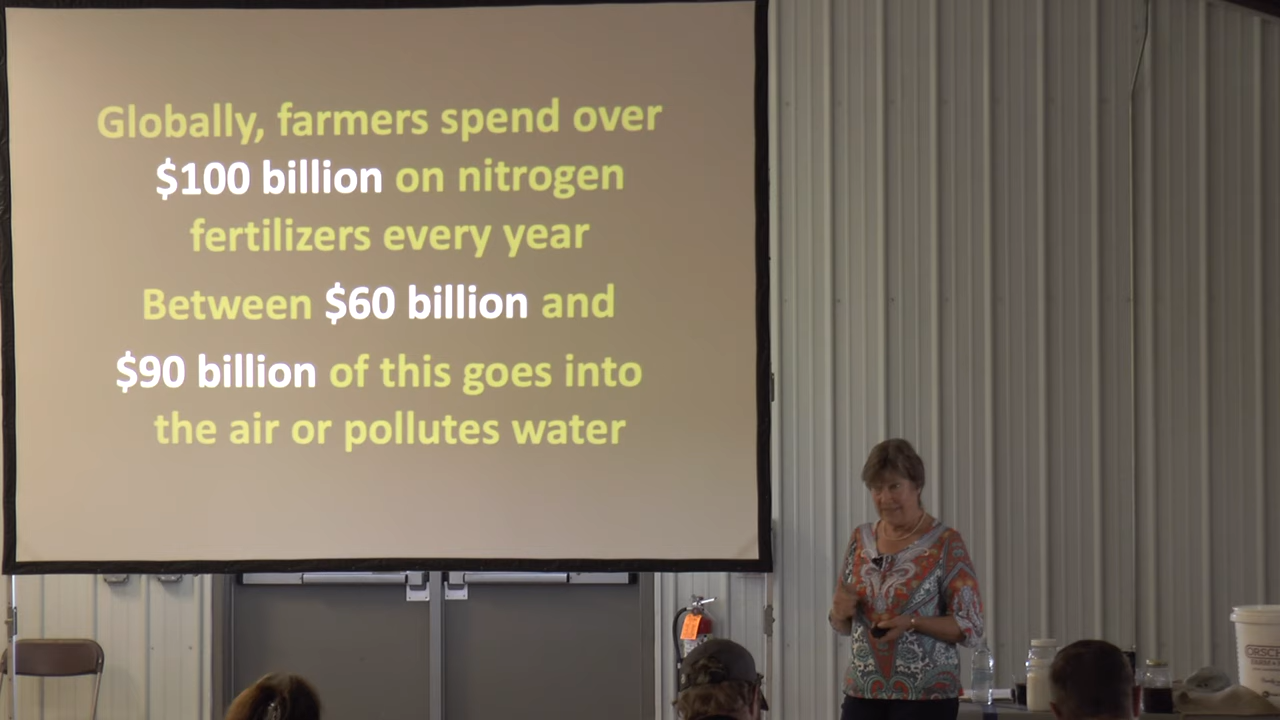 Globally, farmers spend over
$100 billion on nitrogen
fertilizers every year
Between $60 billion and
$90 billion of this goes into
the air or pollutes water